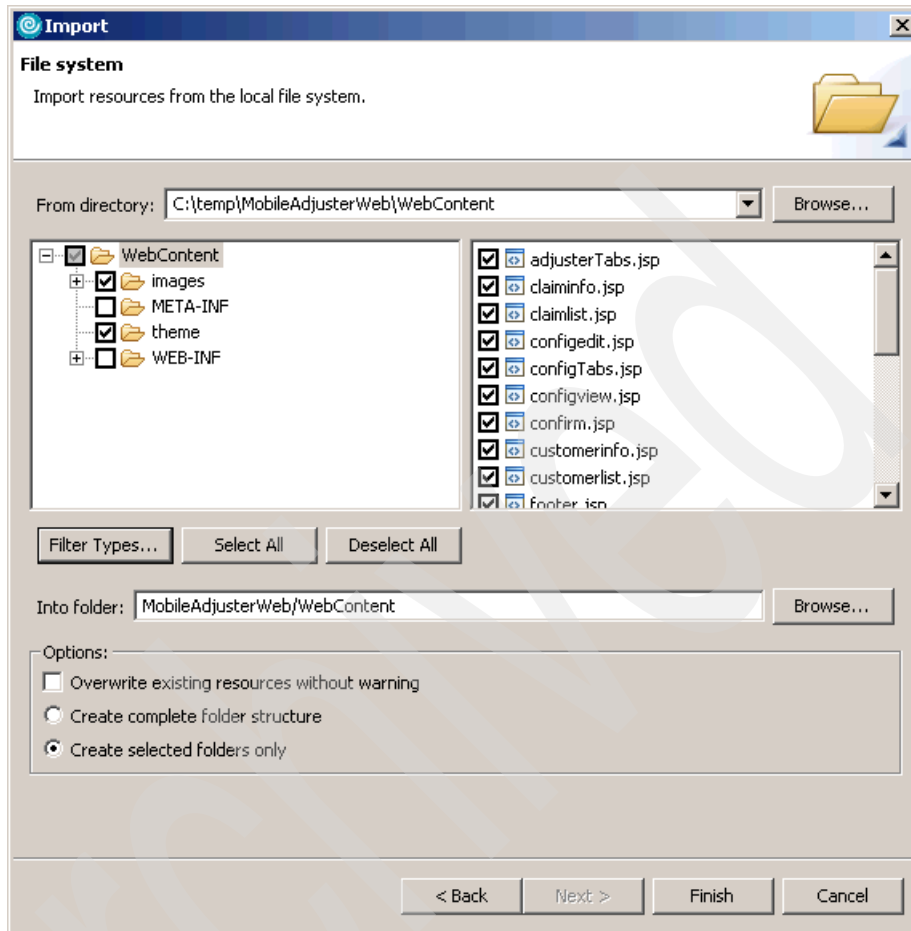 Import
File system
Import resources from the local file system.
From directory: C:\temp\MobileAdjusterWeb\WebContent Browse...
WebContent
images
META-INF
theme
WEB-INF
adjusterTabs.jsp
claiminfo.jsp
claimlist.jsp
configedit.jsp
configTabs.jsp
configview.jsp
confirm.jsp
customerinfo.jsp
customerlist.jsp
footer.jsp
Filter Types... Select All Deselect All
Into folder: MobileAdjusterWeb/WebContent Browse...
Options:
Overwrite existing resources without warning
Create complete folder structure
Create selected folders only
< Back Next > Finish Cancel